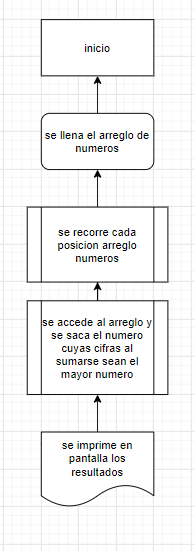 inicio
se llena el arreglo de
numeros
se recorre cada
posicion arreglo
numeros
se accede al arreglo y
se saca el numero
cuyas cifras al
sumarse sean el
mayor numero
se imprime en
pantalla los
resultados